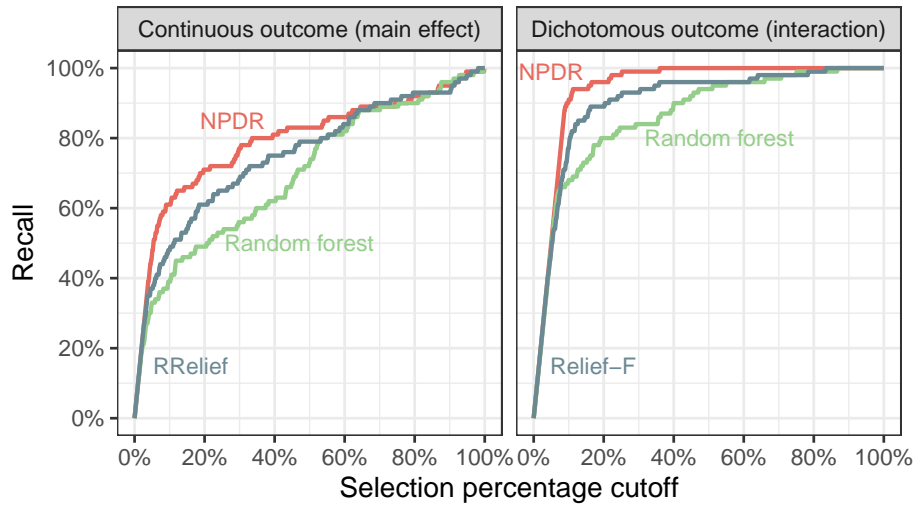 Continuous outcome (main effect)
Dichotomous outcome (interaction)
100%
80%
60%
40%
20%
0%
Recall
NPDR
Random forest
RRelief
NPDR
Random forest
Relief−F
0% 20% 40% 60% 80% 100%
0% 20% 40% 60% 80% 100%
Selection percentage cutoff